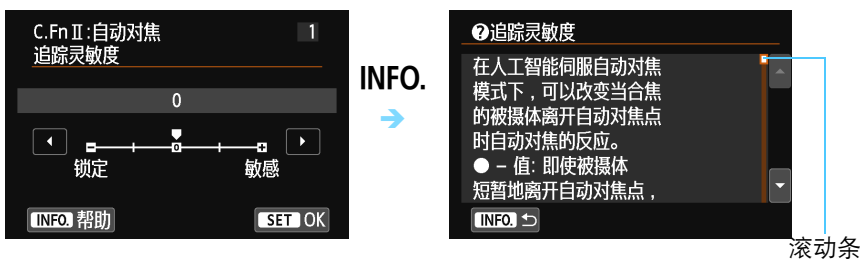 C.Fn II :自动对焦 1
追踪灵敏度
0
0
锁定 敏感
INFO. 帮助 SET OK
INFO.
?追踪灵敏度
在人工智能伺服自动对焦
模式下，可以改变当合焦
的被摄体离开自动对焦点
时自动对焦的反应。
● – 值: 即使被摄体
短暂地离开自动对焦点，
INFO.
滚动条